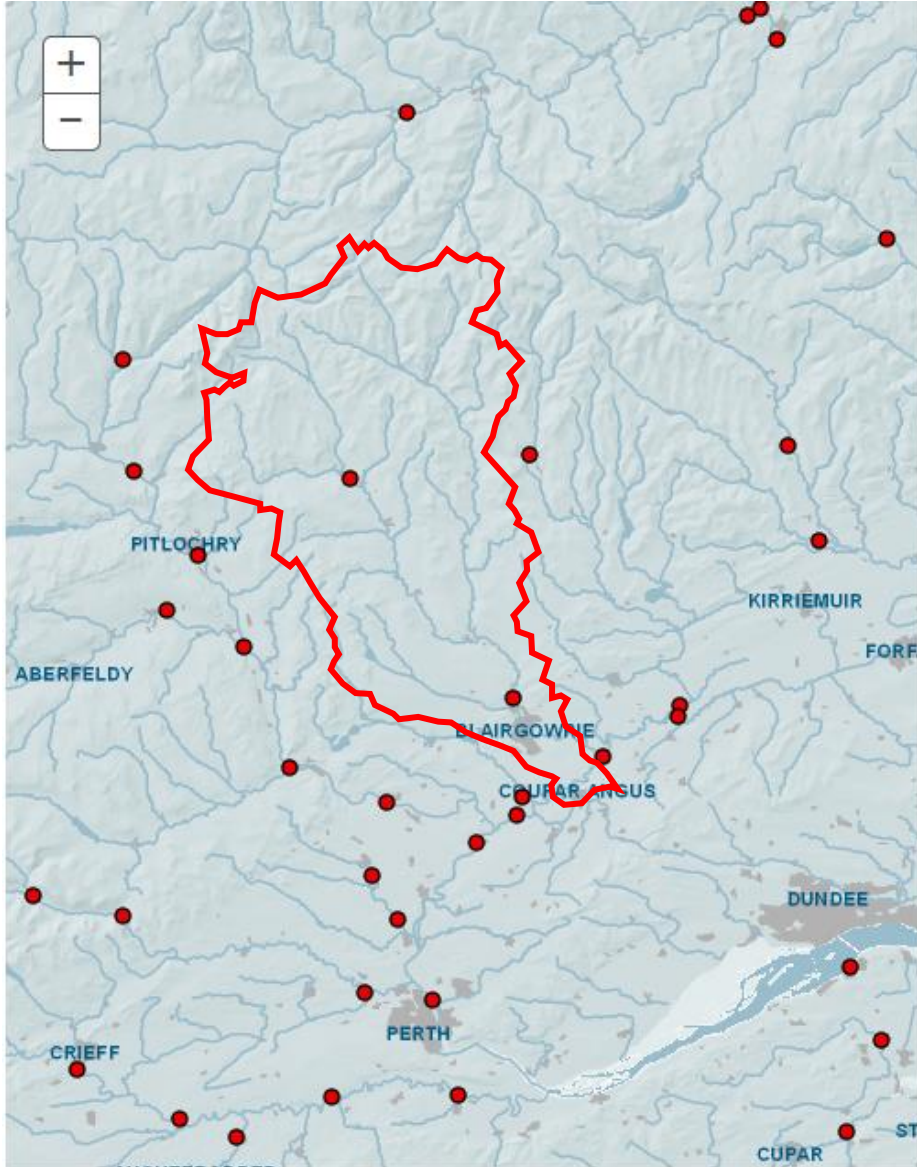 +
−
PITLOCHRY
KIRRIEMUIR
FORF
ABERFELDY
BLAIRGOWRIE
COUPAR ANGUS
DUNDEE
PERTH
CRIEFF
ST
CUPAR